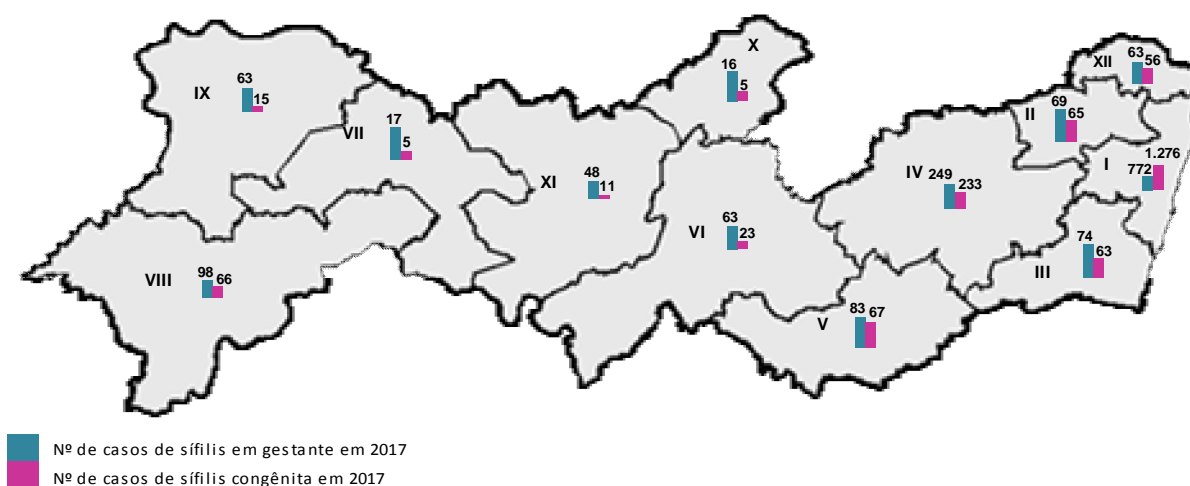 X
16
5
XII
63
56
IX
63
15
VII
17
5
II
69
65
I
1.276
772
XI
48
11
IV
249
233
VI
63
23
III
74
63
VIII
98
66
V
83
67
Nº de casos de sífilis em gestante em 2017
Nº de casos de sífilis congênita em 2017